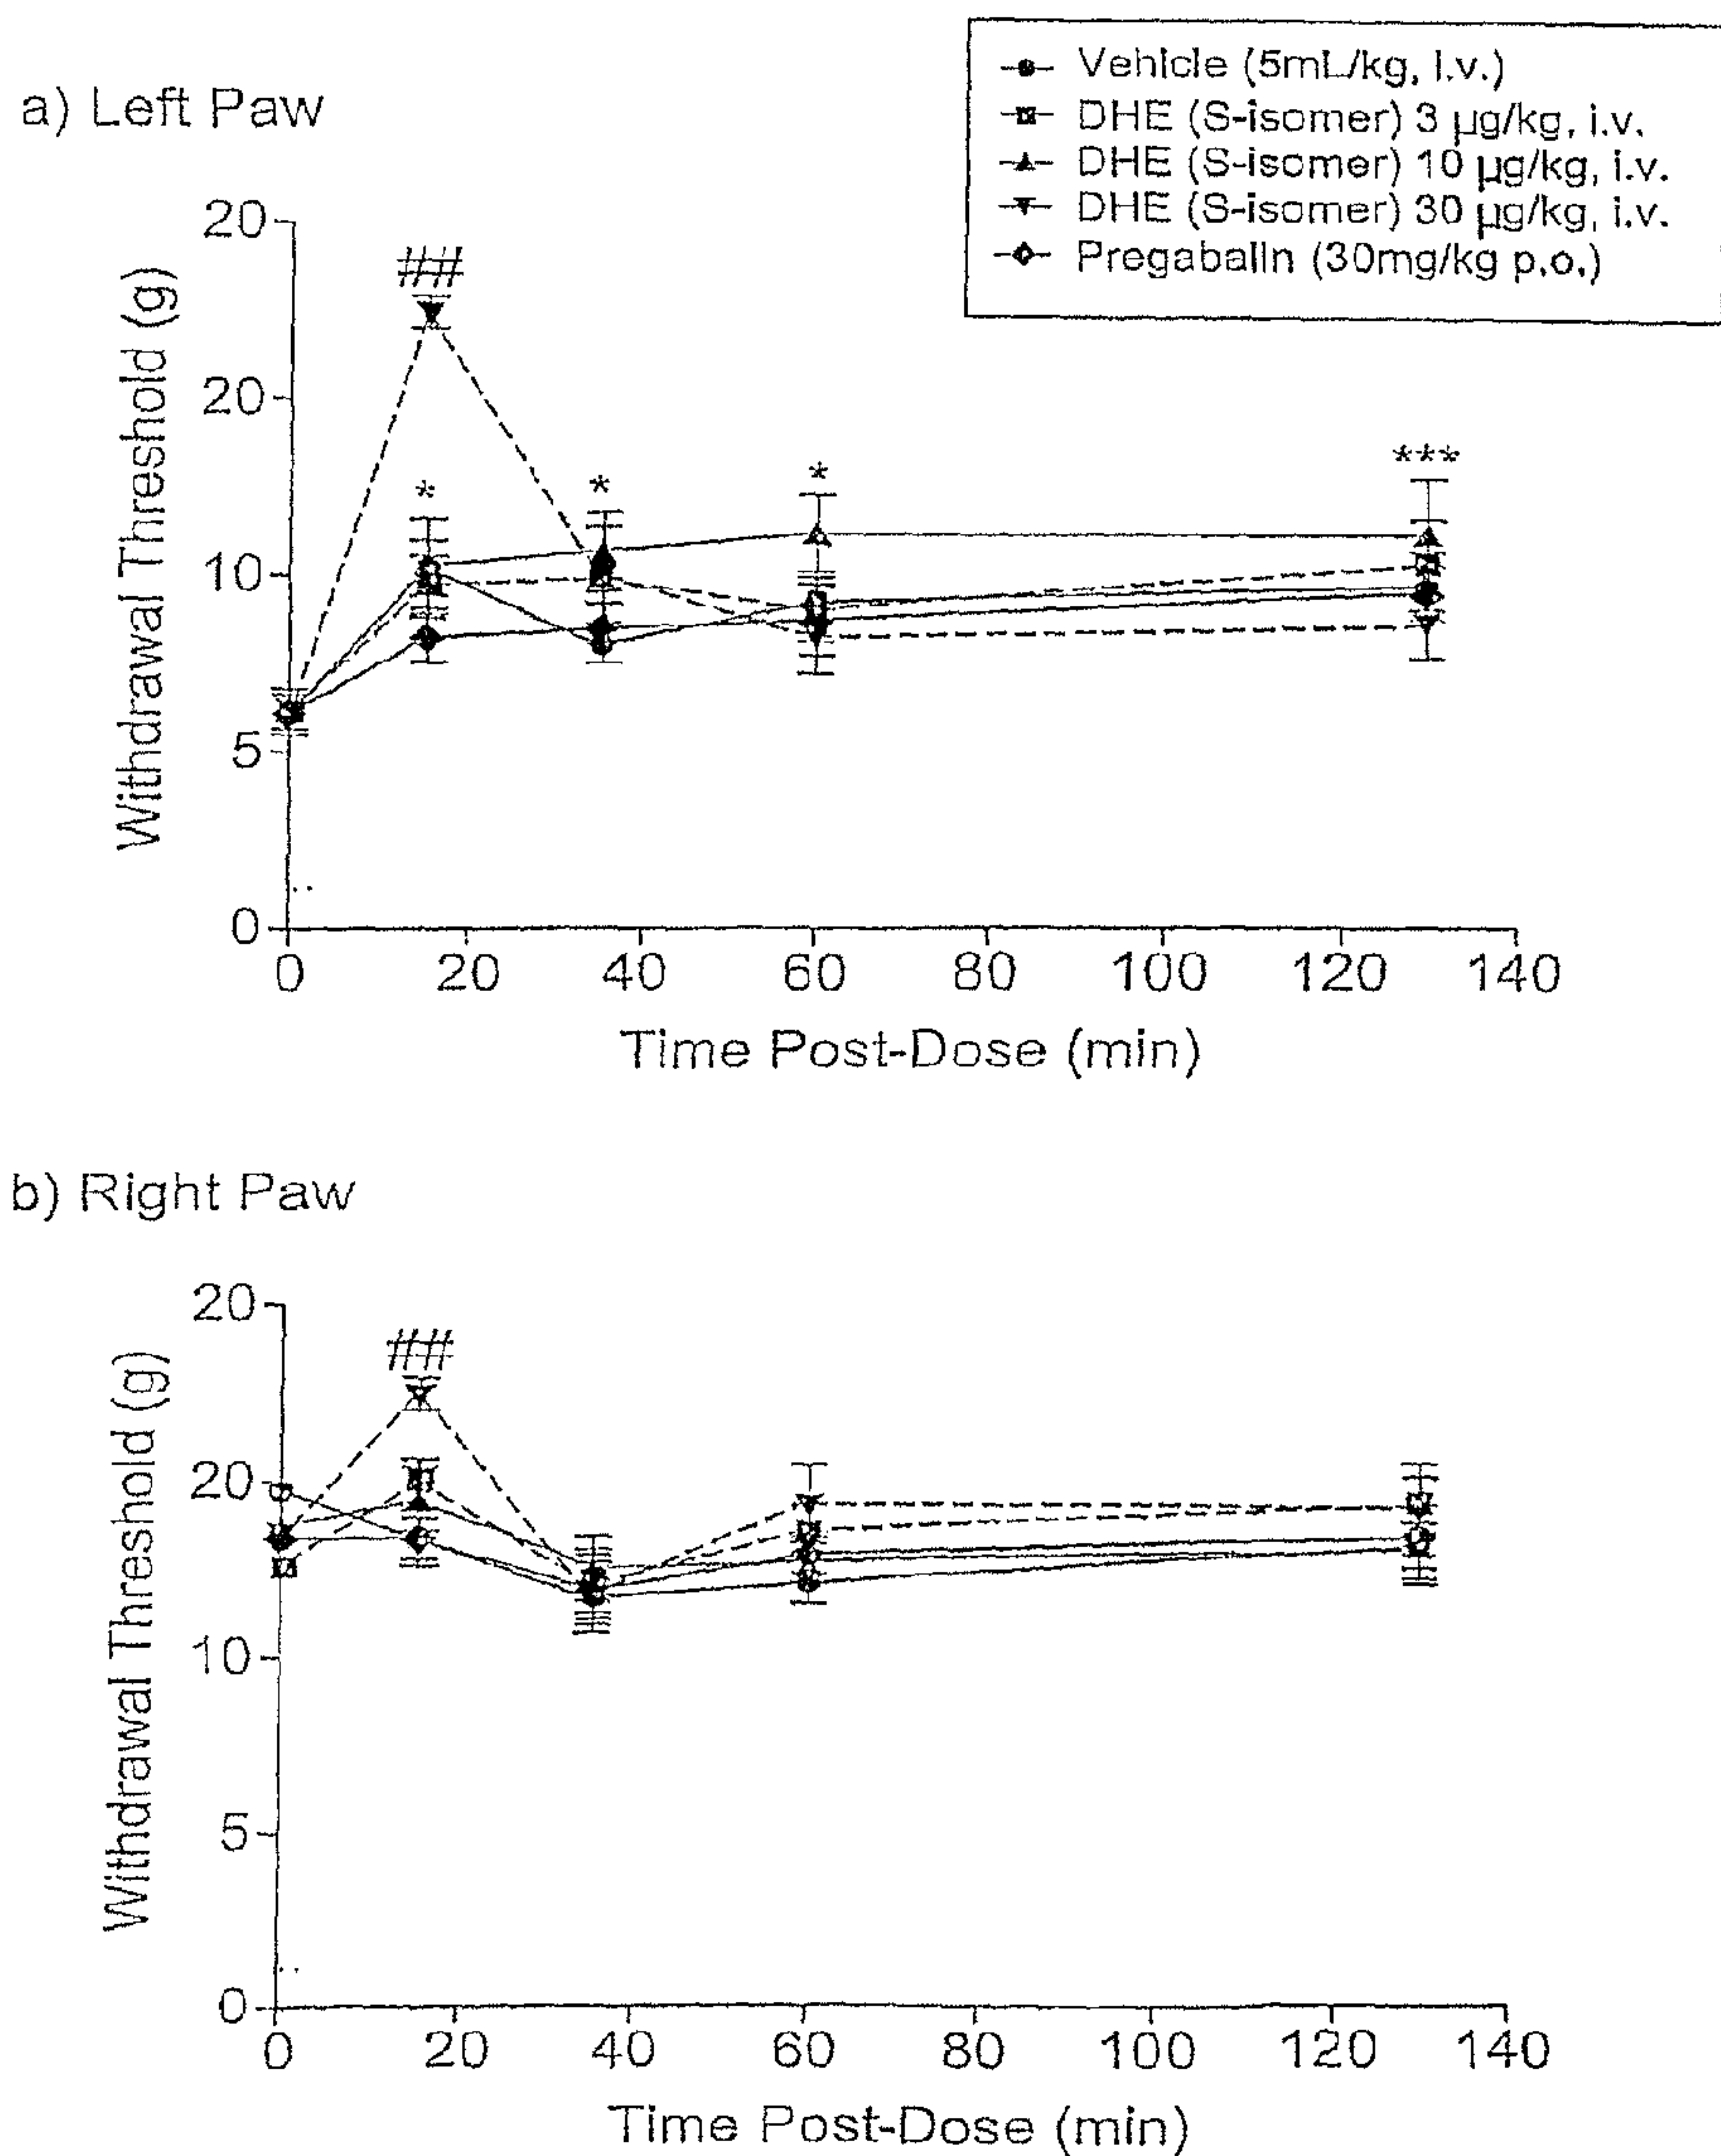 a) Left Paw
Vehicle (5mL/kg, i.v.)
DHE (S-isomer) 3 µg/kg, i.v.
DHE (S-isomer) 10 µg/kg, i.v.
DHE (S-isomer) 30 µg/kg, i.v.
Pregabalin (30mg/kg p.o.)
Withdrawal Threshold (g)
20
20
10
5
0
##
*
*
*
***
0 20 40 60 80 100 120 140
Time Post-Dose (min)
b) Right Paw
Withdrawal Threshold (g)
20
20
10
5
0
##
0 20 40 60 80 100 120 140
Time Post-Dose (min)